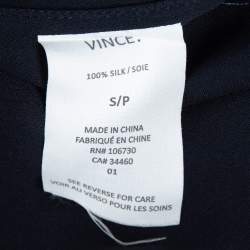 VINCE.
100% SILK/SOIE
S/P
MADE IN CHINA
FABRIQUÉ EN CHINE
RN# 106730
CA# 34460
01
SEE REVERSE FOR CARE
VOIR AU VERSO POUR LES SOINS